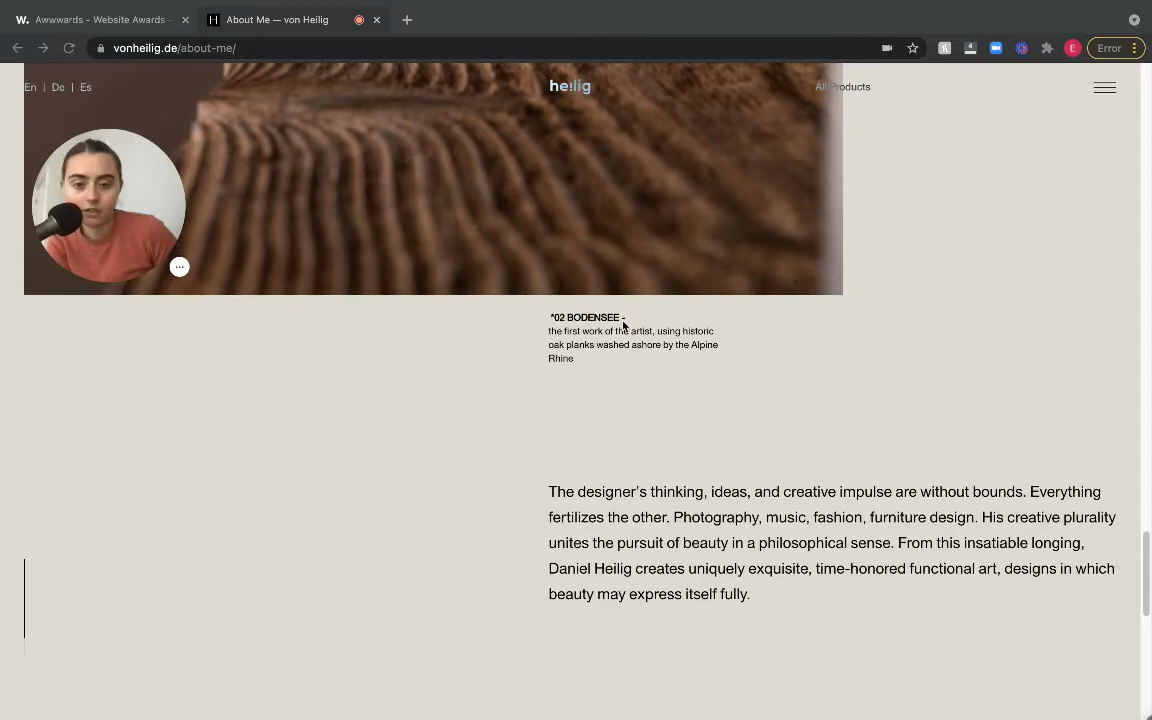 W. Awwwards - Website Awards -
H About Me — von Heilig
vonheilig.de/about-me/
4
E
Error
En | De | Es
he!lig
All Products
*02 BODENSEE -
the first work of the artist, using historic
oak planks washed ashore by the Alpine
Rhine
The designer's thinking, ideas, and creative impulse are without bounds. Everything
fertilizes the other. Photography, music, fashion, furniture design. His creative plurality
unites the pursuit of beauty in a philosophical sense. From this insatiable longing,
Daniel Heilig creates uniquely exquisite, time-honored functional art, designs in which
beauty may express itself fully.